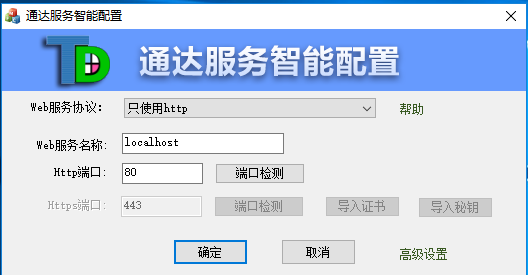 通达服务智能配置
TD 通达服务智能配置
Web服务协议: 只使用http 帮助
Web服务名称: localhost
Http端口: 80 端口检测
Https端口: 443 端口检测 导入证书 导入秘钥
确定 取消 高级设置